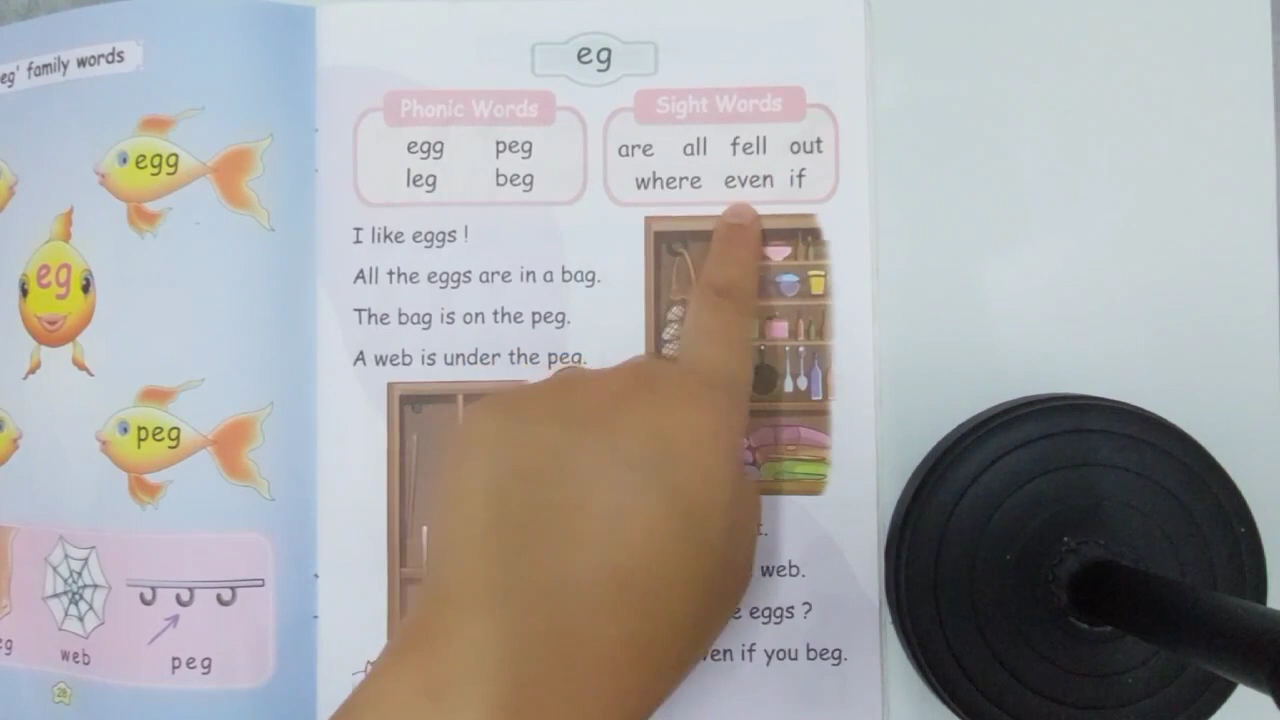 eg' family words
egg
eg
peg
web
peg
28
eg
Phonic Words
egg peg
leg beg
Sight Words
are all fell out
where even if
I like eggs !
All the eggs are in a bag.
The bag is on the peg.
A web is under the peg.
web.
eggs ?
if you beg.